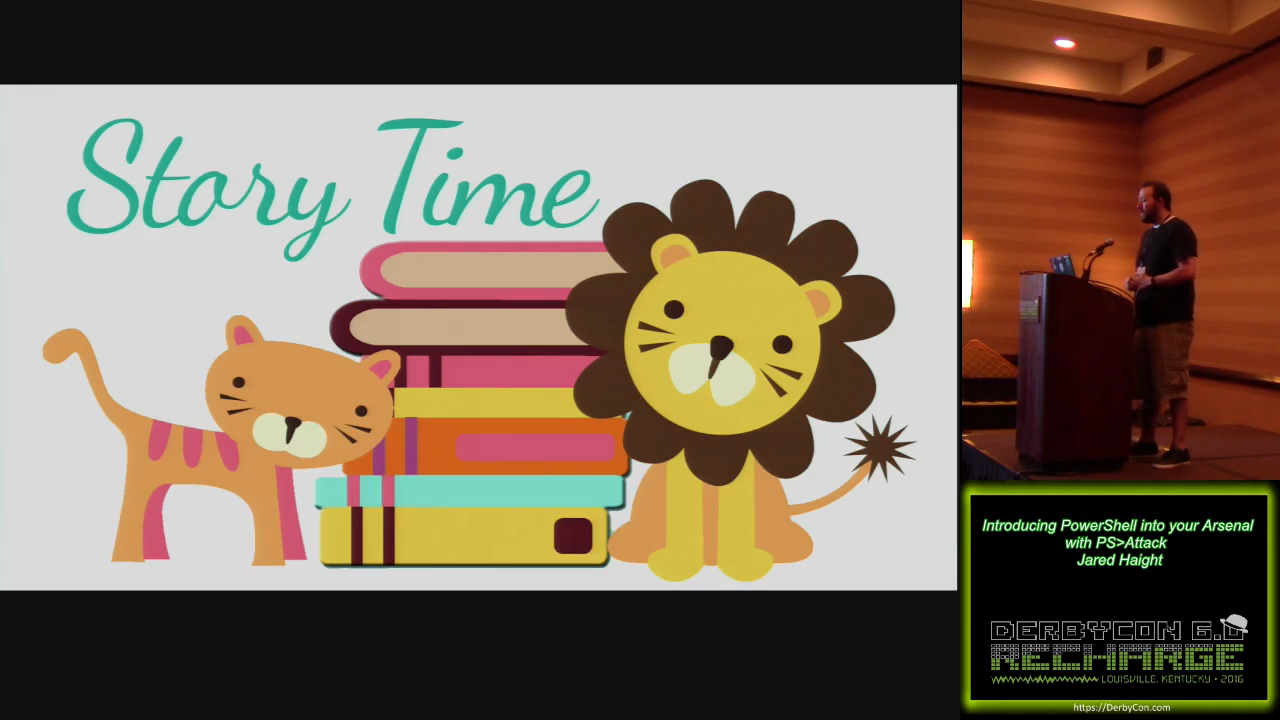 Story Time
Introducing PowerShell into your Arsenal
with PS>Attack
Jared Haight
DERBYCON 6.0
RECHARGE
LOUISVILLE, KENTUCKY • 2016
https://DerbyCon.com